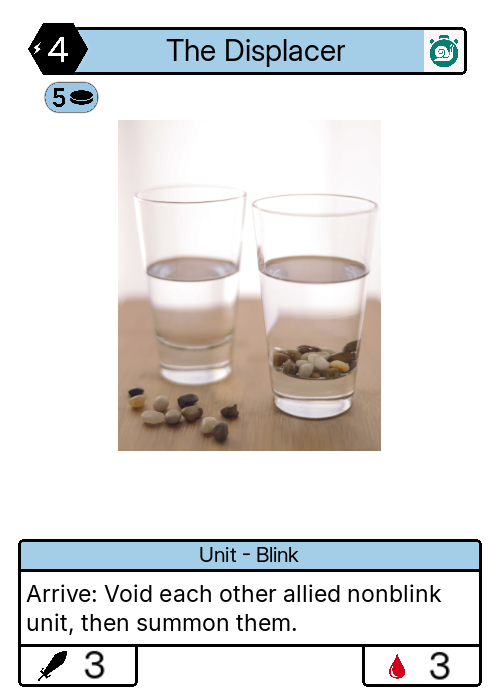 4
The Displacer
5
Unit - Blink
Arrive: Void each other allied nonblink
unit, then summon them.
3
3